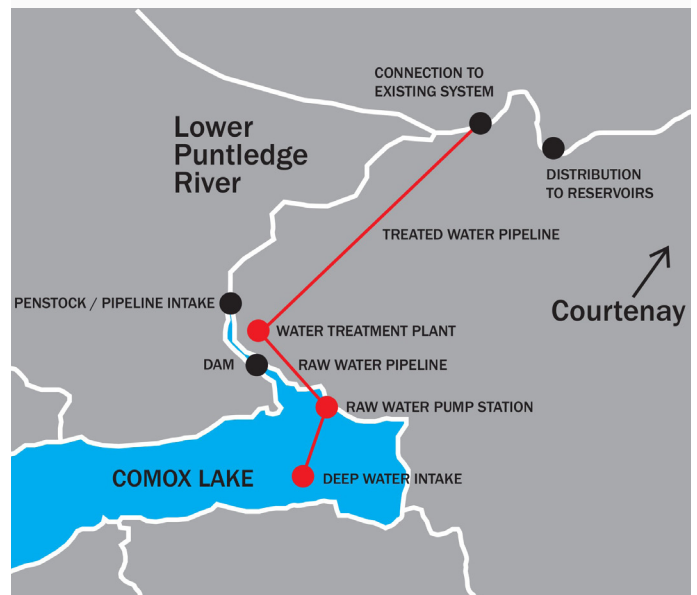 CONNECTION TO
EXISTING SYSTEM
Lower
Puntledge
River
DISTRIBUTION
TO RESERVOIRS
TREATED WATER PIPELINE
PENSTOCK / PIPELINE INTAKE
Courtenay
WATER TREATMENT PLANT
DAM
RAW WATER PIPELINE
RAW WATER PUMP STATION
COMOX LAKE
DEEP WATER INTAKE